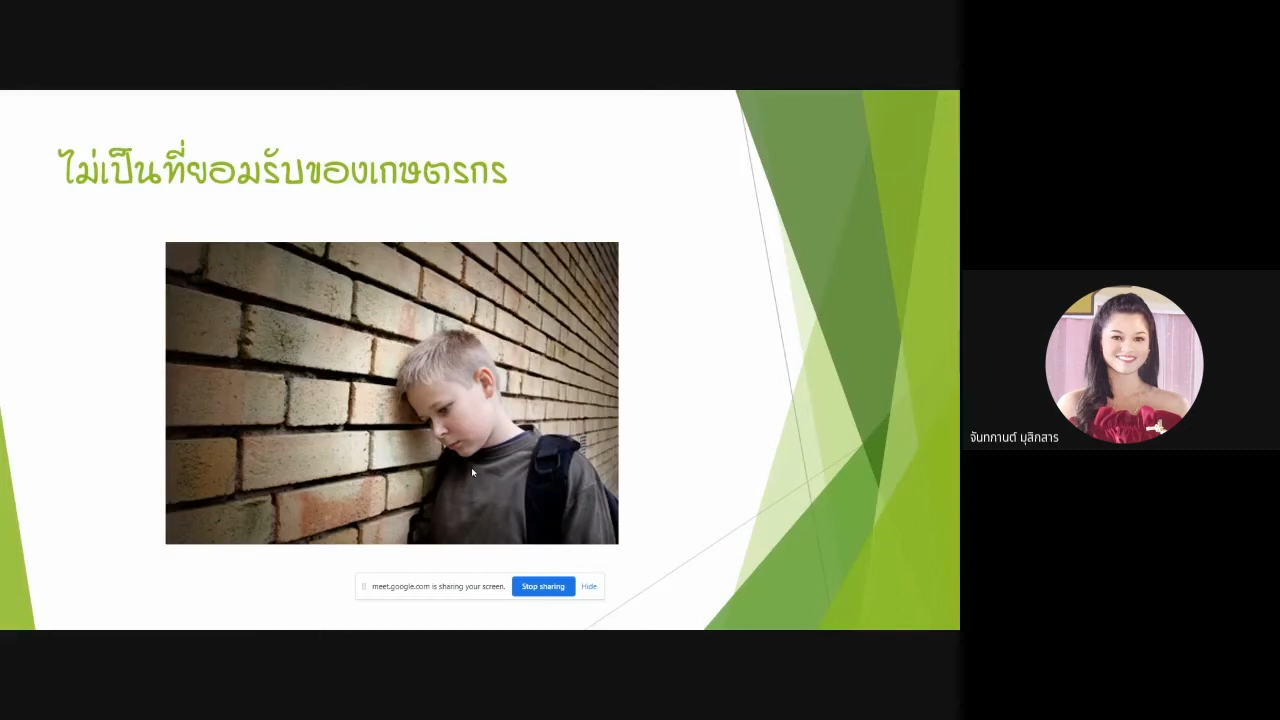 ไม่เป็นที่ยอมรับของเกษตรกร
จันทกานต์ มุสิกสาร
meet.google.com is sharing your screen.
Stop sharing
Hide